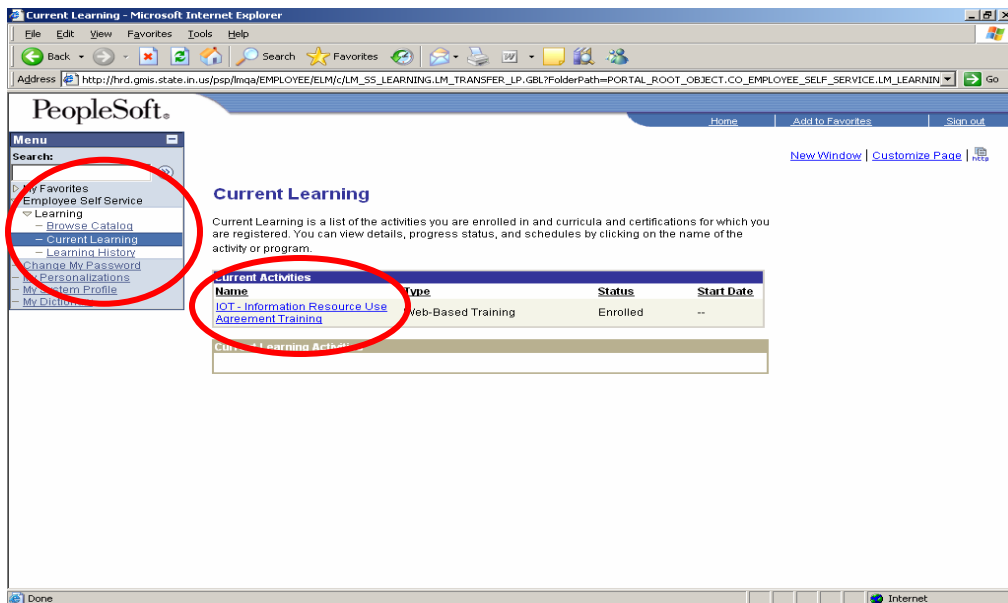 Current Learning - Microsoft Internet Explorer
File Edit View Favorites Tools Help
Back Search Favorites
Address http://hrd.gmis.state.in.us/psp/lmqa/EMPLOYEE/ELM/c/LM_SS_LEARNING.LM_TRANSFER_LP.GBL?FolderPath=PORTAL_ROOT_OBJECT.CO_EMPLOYEE_SELF_SERVICE.LM_LEARNIN Go
PeopleSoft.
Home Add to Favorites Sign out
Menu
Search:
New Window | Customize Page | http
My Favorites
Employee Self Service
Learning
Browse Catalog
Current Learning
Learning History
Change My Password
My Personalizations
My System Profile
My
Current Learning
Current Learning is a list of the activities you are enrolled in and curricula and certifications for which you
are registered. You can view details, progress status, and schedules by clicking on the name of the
activity or program.
Current Activities
Name Type Status Start Date
IOT - Information Resource Use
Agreement Training
Web-Based Training Enrolled --
Current Learning Activities
Done Internet